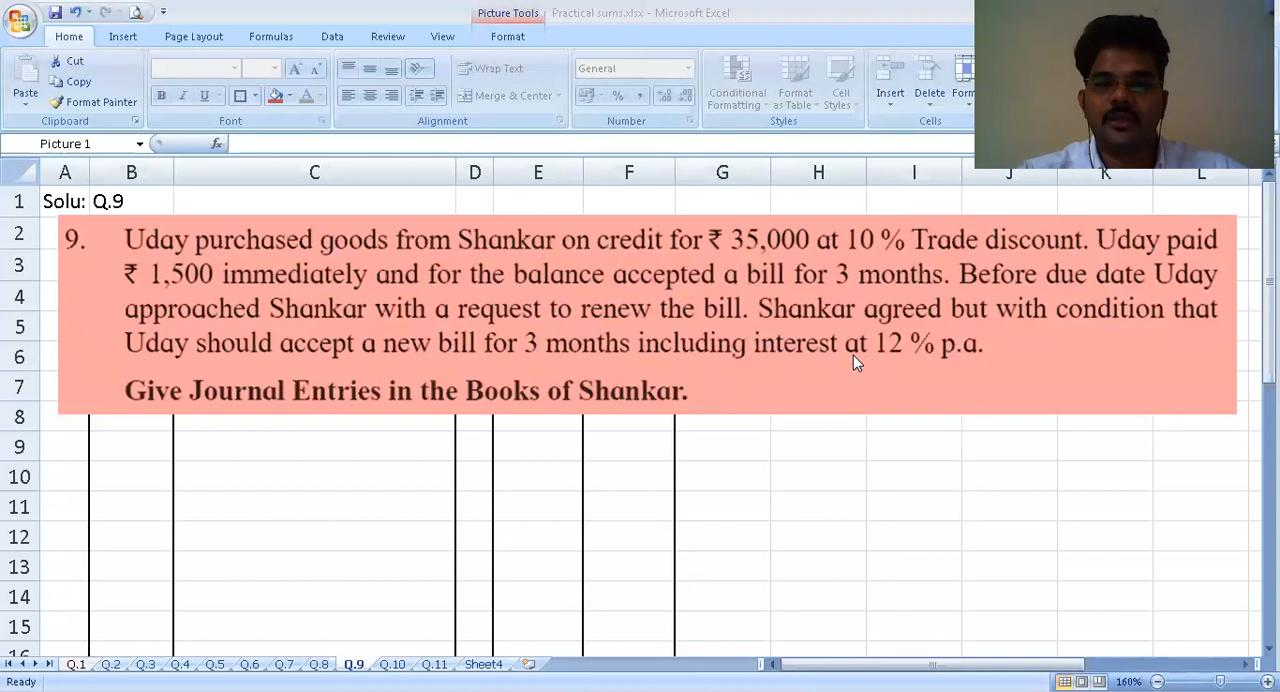 Picture Tools Practical sums.xlsx - Microsoft Excel
Home Insert Page Layout Formulas Data Review View Format
Paste Cut Copy Format Painter
General Wrap Text Merge & Center
Conditional Formatting Format as Table Cell Styles Insert Delete Form
Clipboard Font Alignment Number Styles Cells
Picture 1 fx
A B C D E F G H I J K L
1 Solu: Q.9
2 9. Uday purchased goods from Shankar on credit for ₹ 35,000 at 10 % Trade discount. Uday paid
3 ₹ 1,500 immediately and for the balance accepted a bill for 3 months. Before due date Uday
4 approached Shankar with a request to renew the bill. Shankar agreed but with condition that
5
6 Uday should accept a new bill for 3 months including interest at 12 % p.a.
7 Give Journal Entries in the Books of Shankar.
8
9
10
11
12
13
14
15
16
Q.1 Q.2 Q.3 Q.4 Q.5 Q.6 Q.7 Q.8 Q.9 Q.10 Q.11 Sheet4
Ready 160%